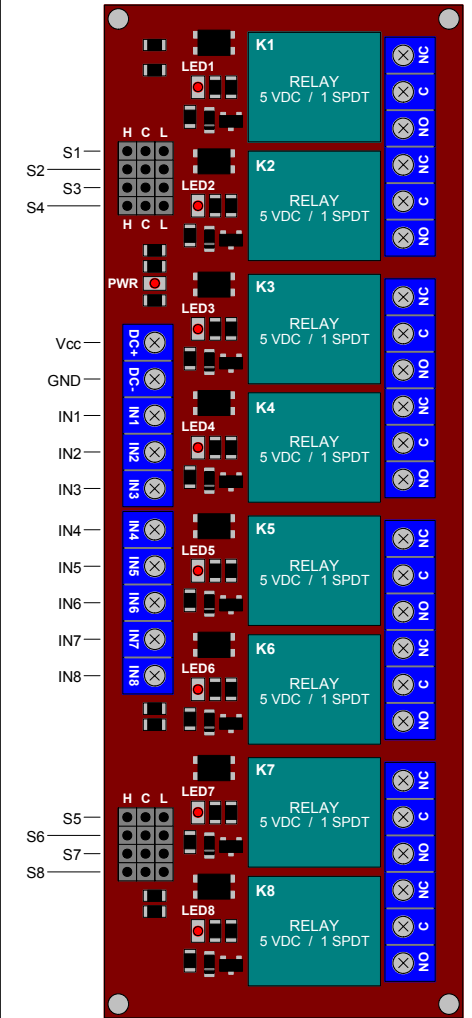 K1
RELAY
5 VDC / 1 SPDT
LED1
NC
C
NO
H C L
S1
S2
S3
S4
H C L
K2
RELAY
5 VDC / 1 SPDT
LED2
NC
C
NO
PWR
K3
RELAY
5 VDC / 1 SPDT
LED3
NC
C
NO
Vcc
DC+
GND
DC-
IN1
IN1
IN2
IN2
IN3
IN3
K4
RELAY
5 VDC / 1 SPDT
LED4
NC
C
NO
IN4
IN4
IN5
IN5
IN6
IN6
IN7
IN7
IN8
IN8
K5
RELAY
5 VDC / 1 SPDT
LED5
NC
C
NO
K6
RELAY
5 VDC / 1 SPDT
LED6
NC
C
NO
K7
RELAY
5 VDC / 1 SPDT
LED7
NC
C
NO
H C L
S5
S6
S7
S8
K8
RELAY
5 VDC / 1 SPDT
LED8
NC
C
NO